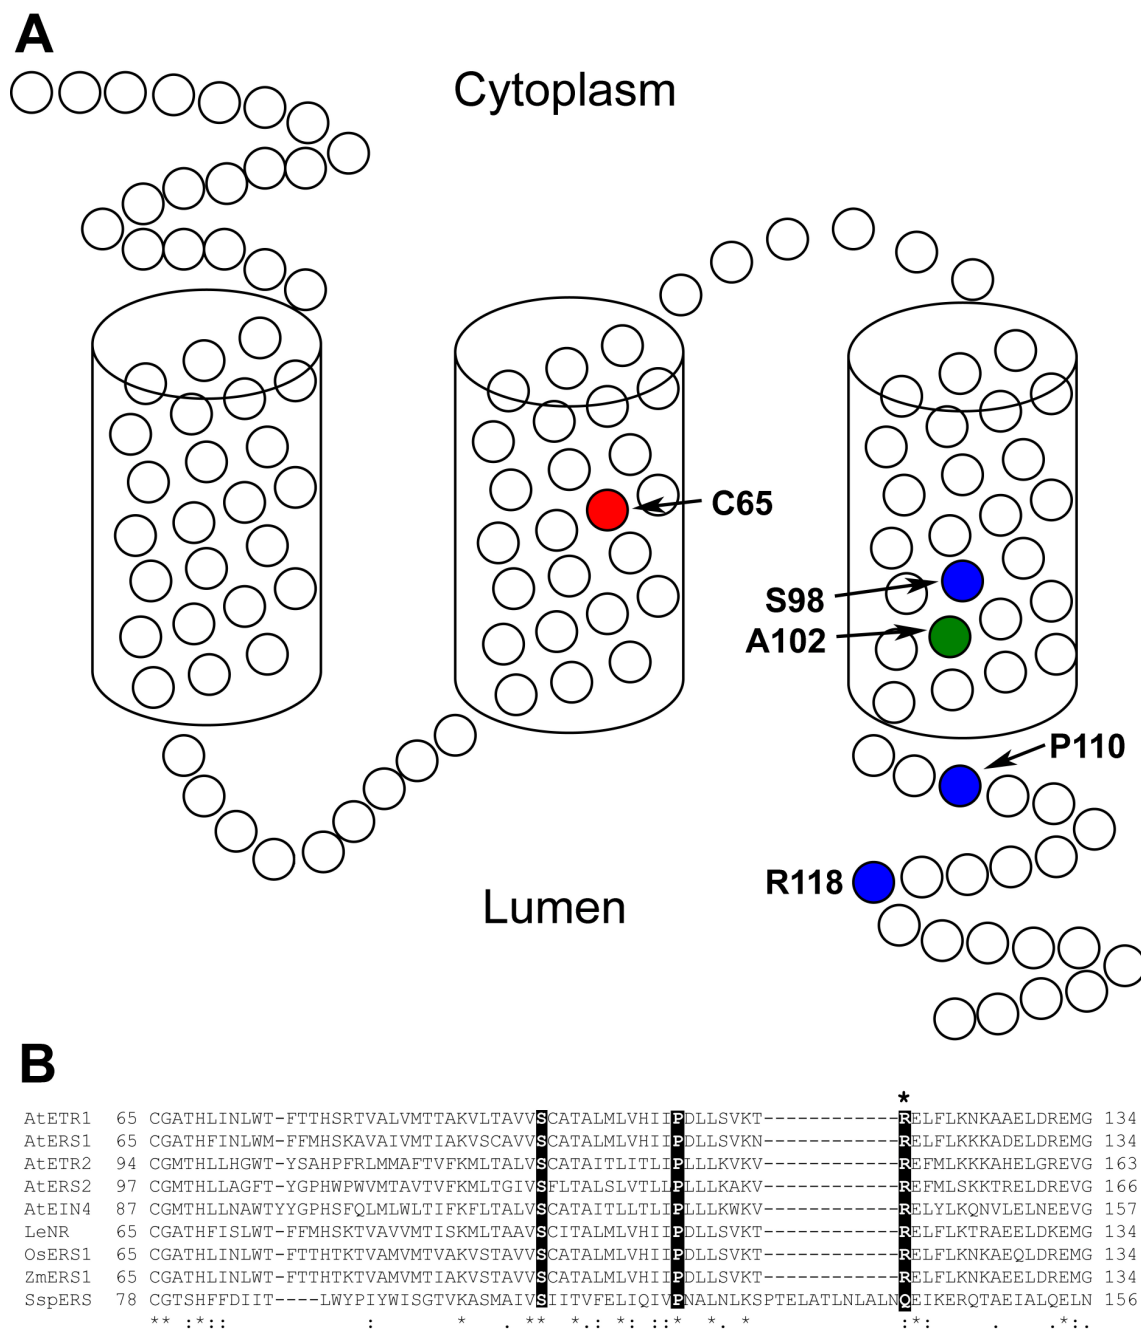 A
Cytoplasm
C65
S98
A102
P110
R118
Lumen
B
*
AtETR1 65 CGATHLINLWT-FTTHSRTVALVMTTAKVLTAVVSCATALMLVHIIPDLLSVKT------------RELFLKNKAAELDREMG 134
AtERS1 65 CGATHFINLWM-FFMHSKAVAIVMTIAKVSCAVVSCATALMLVHIIPDLLSVKT------------RELFLKKKADELDREMG 134
AtETR2 94 CGMTHLLHGWT-YSAHPFRLMMAFTVFKMLTALVSCATAITLITLIPLLLKVKV------------REFMLKKKAHELGREVG 163
AtERS2 97 CGMTHLLAGFT-YGPHWPWVMTAVTVFKMLTGIVSFLTALSLVTLLPLLLKAKV------------REFMLSKKTRELDREVG 166
AtEIN4 87 CGMTHLLNAWTYYGPHSFQLMLWLTIFKFLTALVSCATAITLLTLIPLLLKWKV------------RELYLKQNVLELNEEVG 157
LeNR 65 CGATHFISLWT-FFMHSKTVAVVMTISKMLTAAVSCITALMLVHIIPDLLSVKT------------RELFLKTRAEELDKEMG 134
OsERS1 65 CGATHLINLWT-FTTHTKTVAMVMTVAKVSTAVVSCATALMLVHIIPDLLSVKT------------RELFLKNKAEQLDREMG 134
ZmERS1 65 CGATHLINLWT-FTTHTKTVAVMVMTIAKVSTAVVSCATALMLVHIIPDLLSVKT------------RELFLKNKAEELDREMG 134
SspERS 78 CGTSHFFDIIT----LWYPIYWISGTVKASMAIVSIITVFELIQIVPNALNLKSPTELATLNLALNQEIKERQTAEIALQELN 156
** :*:: : * . ** *.: *: ::* *. * :*: .*:.